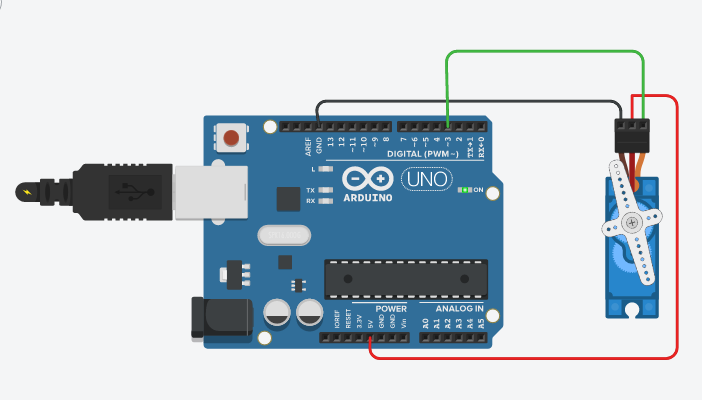 AREF
GND
13
12
~11
~10
~9
8
7
~6
~5
4
~3
2
TX→1
RX←0
DIGITAL (PWM~)
L
TX
RX
UNO
ON
ARDUINO
POWER
ANALOG IN
IOREF
RESET
3.3V
5V
GND
GND
Vin
A0
A1
A2
A3
A4
A5